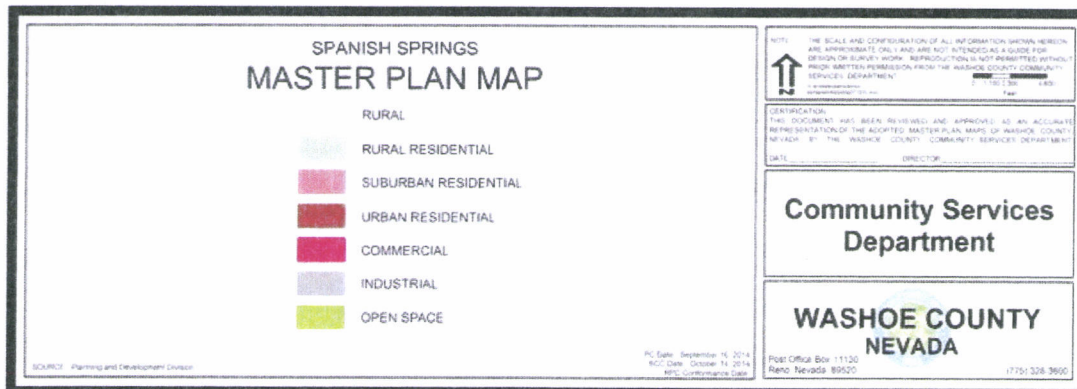 SPANISH SPRINGS
MASTER PLAN MAP
RURAL
RURAL RESIDENTIAL
SUBURBAN RESIDENTIAL
URBAN RESIDENTIAL
COMMERCIAL
INDUSTRIAL
OPEN SPACE
SOURCE: Planning and Development Division
PC Date: September 16, 2014
BCC Date: October 14, 2014
RPC Conformance Date:
NOTE: THE SCALE AND CONFIGURATION OF ALL INFORMATION SHOWN HEREON
ARE APPROXIMATE ONLY AND ARE NOT INTENDED AS A GUIDE FOR
DESIGN OR SURVEY WORK. REPRODUCTION IS NOT PERMITTED WITHOUT
PRIOR WRITTEN PERMISSION FROM THE WASHOE COUNTY COMMUNITY
SERVICES DEPARTMENT
N
Feet
CERTIFICATION:
THIS DOCUMENT HAS BEEN REVIEWED AND APPROVED AS AN ACCURATE
REPRESENTATION OF THE ADOPTED MASTER PLAN MAPS OF WASHOE COUNTY,
NEVADA BY THE WASHOE COUNTY COMMUNITY SERVICES DEPARTMENT
DATE DIRECTOR
Community Services
Department
WASHOE COUNTY
NEVADA
Post Office Box 11130
Reno, Nevada 89520 (775) 328-3600